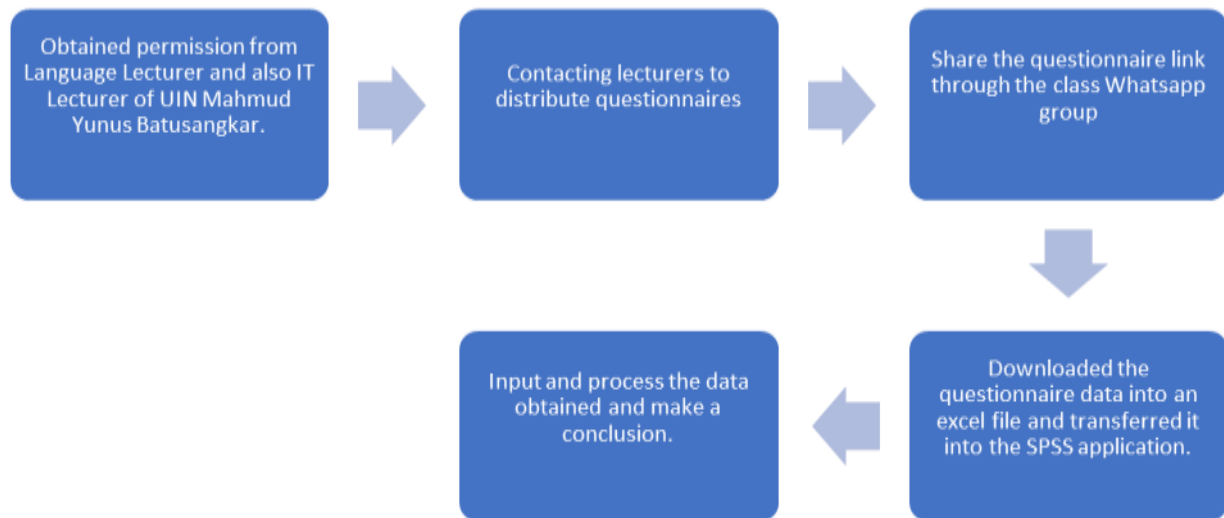 Obtained permission from
Language Lecturer and also IT
Lecturer of UIN Mahmud
Yunus Batusangkar.
Contacting lecturers to
distribute questionnaires
Share the questionnaire link
through the class Whatsapp
group
Downloaded the
questionnaire data into an
excel file and transferred it
into the SPSS application.
Input and process the data
obtained and make a
conclusion.